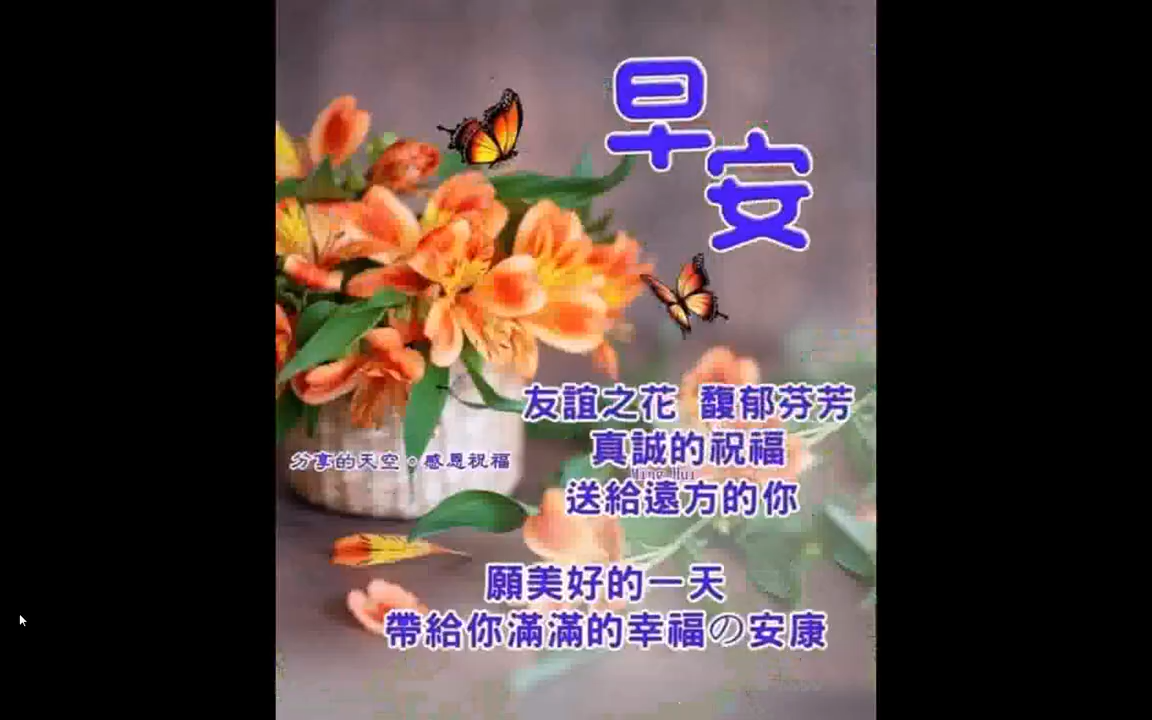 早安
友誼之花 馥郁芬芳
真誠的祝福
Ming Hui
送給遠方的你
分享的天空。感恩祝福
願美好的一天
帶給你滿滿的幸福の安康